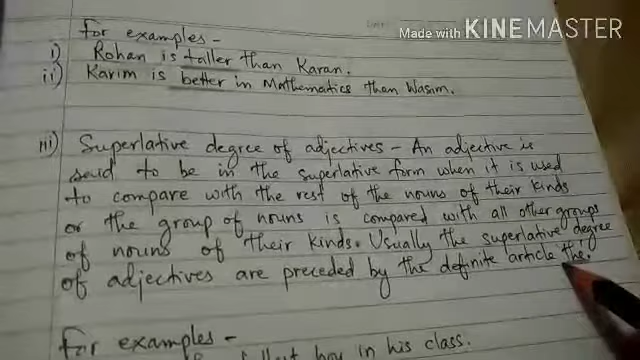 Made with KINEMASTER
for examples -
i) Rohan is taller than Karan.
ii) Karim is better in Mathematics than Wasim.
iii) Superlative degree of adjectives - An adjective is
said to be in the superlative form when it is used
to compare with the rest of the nouns of their kinds
or the group of nouns is compared with all other groups
of nouns of their kinds. Usually the superlative degree
of adjectives are preceded by the definite article 'the'.
for examples -
boy in his class.